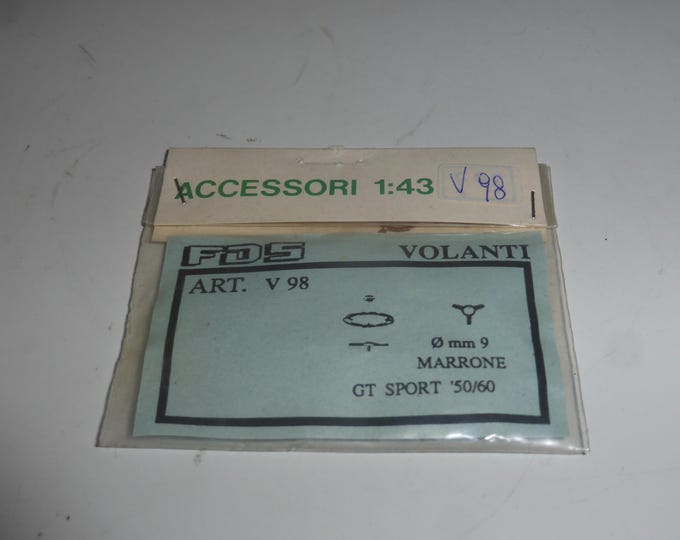 ACCESSORI 1:43 V 98
FDS VOLANTI
ART. V 98
Ø mm 9
MARRONE
GT SPORT '50/60